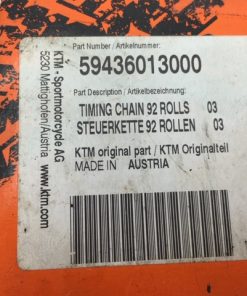 KTM - Sportmotorcycle AG
5230 Mattighofen/Austria
www.ktm.com
Part Number / Artikelnummer:
59436013000
Part Description / Artikelbezeichnung:
TIMING CHAIN 92 ROLLS 03
STEUERKETTE 92 ROLLEN 03
KTM original part / KTM Originalteil
MADE IN AUSTRIA